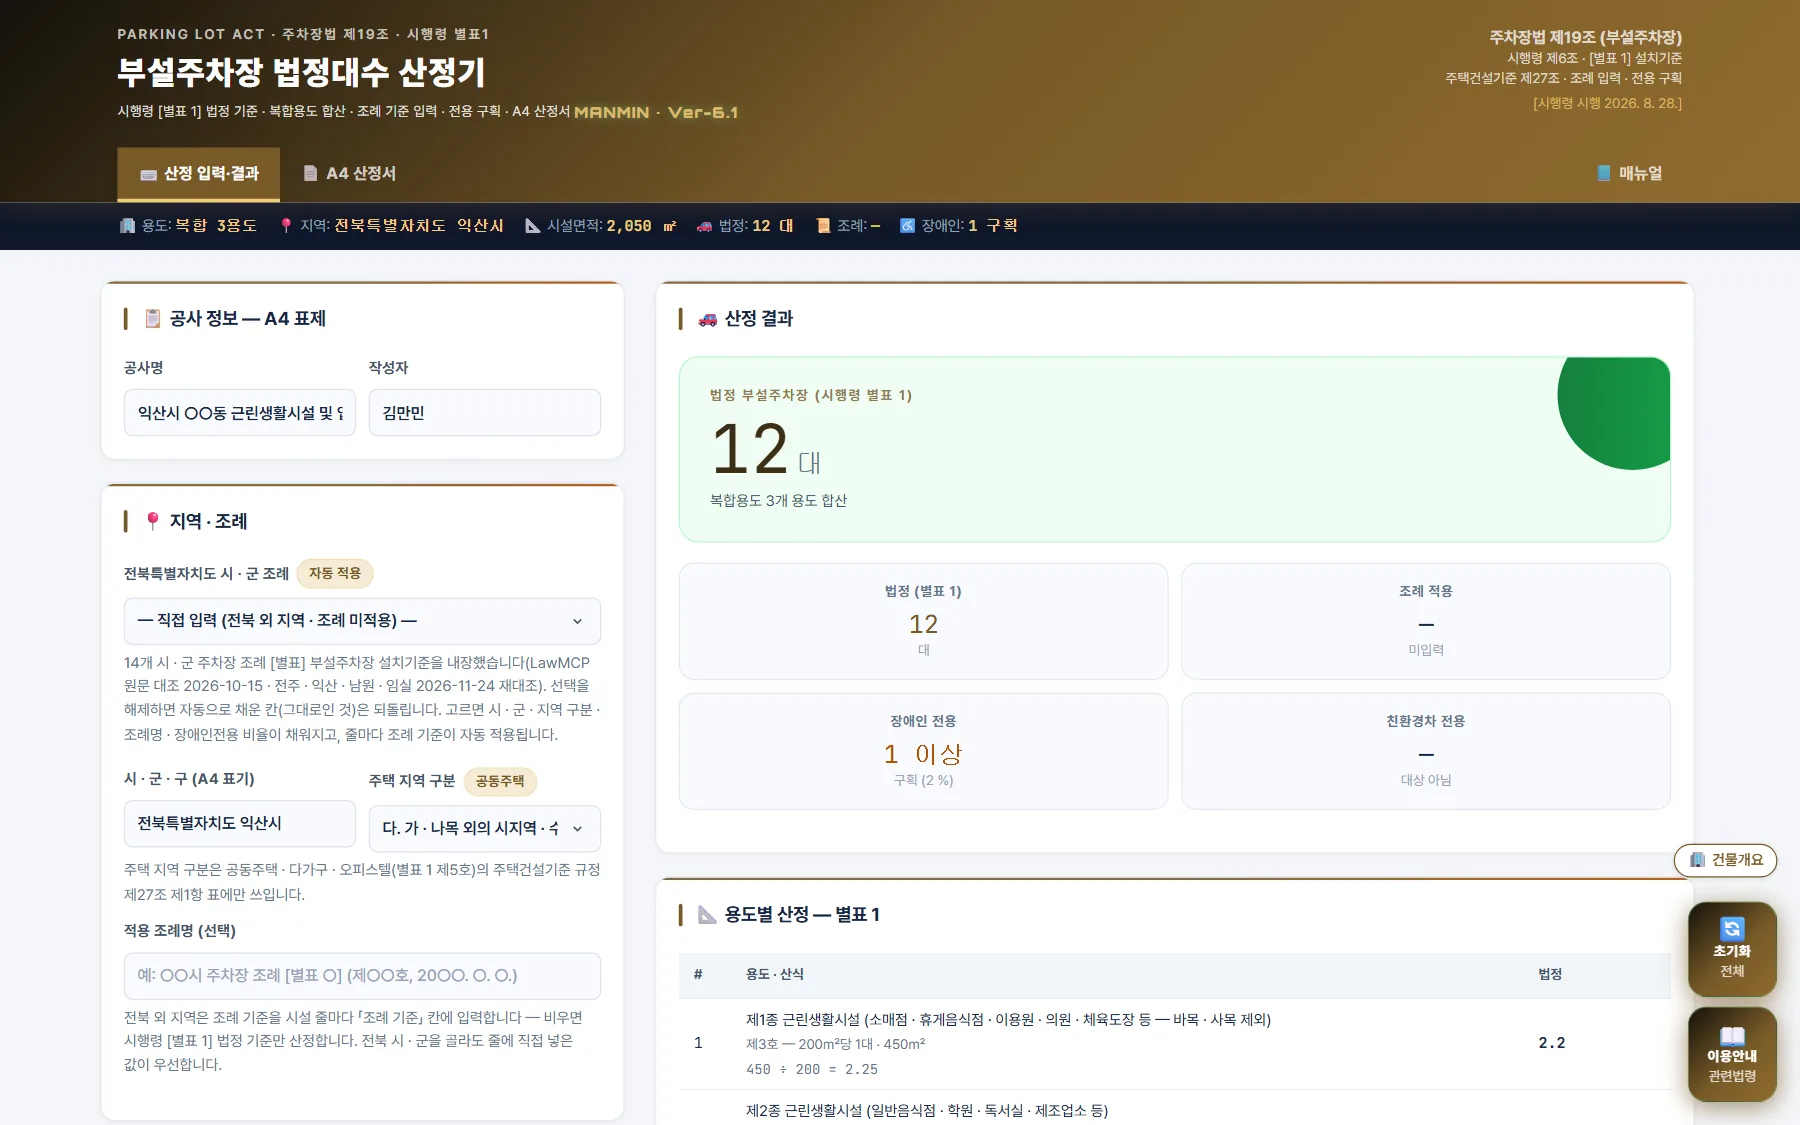 PARKING LOT ACT · 주차장법 제19조 · 시행령 별표1
부설주차장 법정대수 산정기
시행령 [별표 1] 법정 기준 · 복합용도 합산 · 조례 기준 입력 · 전용 구획 · A4 산정서 MANMIN · Ver-6.1
주차장법 제19조 (부설주차장)
시행령 제6조 · [별표 1] 설치기준
주택건설기준 제27조 · 조례 입력 · 전용 구획
[시행령 시행 2026. 8. 28.]
산정 입력·결과
A4 산정서
매뉴얼
용도: 복합 3용도 지역: 전북특별자치도 익산시 시설면적: 2,050 ㎡ 법정: 12 대 조례: — 장애인: 1 구획
공사 정보 — A4 표제
공사명
작성자
익산시 〇〇동 근린생활시설 및
김만민
지역 · 조례
전북특별자치도 시 · 군 조례 자동 적용
— 직접 입력 (전북 외 지역 · 조례 미적용) —
14개 시 · 군 주차장 조례 [별표] 부설주차장 설치기준을 내장했습니다(LawMCP
원문 대조 2026-10-15 · 전주 · 익산 · 남원 · 임실 2026-11-24 재대조). 선택을
해제하면 자동으로 채운 칸(그대로인 것)은 되돌립니다. 고르면 시 · 군 · 지역 구분 ·
조례명 · 장애인전용 비율이 채워지고, 줄마다 조례 기준이 자동 적용됩니다.
시 · 군 · 구 (A4 표기)
주택 지역 구분 공동주택
전북특별자치도 익산시
다. 가 · 나목 외의 시지역 ·
주택 지역 구분은 공동주택 · 다가구 · 오피스텔(별표 1 제5호)의 주택건설기준 규정
제27조 제1항 표에만 쓰입니다.
적용 조례명 (선택)
예: 〇〇시 주차장 조례 [별표 〇] (제〇〇호, 20〇〇. 〇. 〇.)
전북 외 지역은 조례 기준을 시설 줄마다 「조례 기준」 칸에 입력합니다 — 비우면
시행령 [별표 1] 법정 기준만 산정합니다. 전북 시 · 군을 골라도 줄에 직접 넣은
값이 우선합니다.
산정 결과
법정 부설주차장 (시행령 별표 1)
12 대
복합용도 3개 용도 합산
법정 (별표 1)
12
대
조례 적용
—
미입력
장애인 전용
1 이상
구획 (2 %)
친환경차 전용
—
대상 아님
용도별 산정 — 별표 1
# 용도 · 산식 법정
1
제1종 근린생활시설 (소매점 · 휴게음식점 · 이용원 · 의원 · 체육도장 등 — 바목 · 사목 제외)
제3호 — 200m²당 1대 · 450m²
450 ÷ 200 = 2.25
2.2
제2종 근린생활시설 (일반음식점 · 학원 · 독서실 · 제조업소 등)
건물개요
초기화
전체
이용안내
관련법령